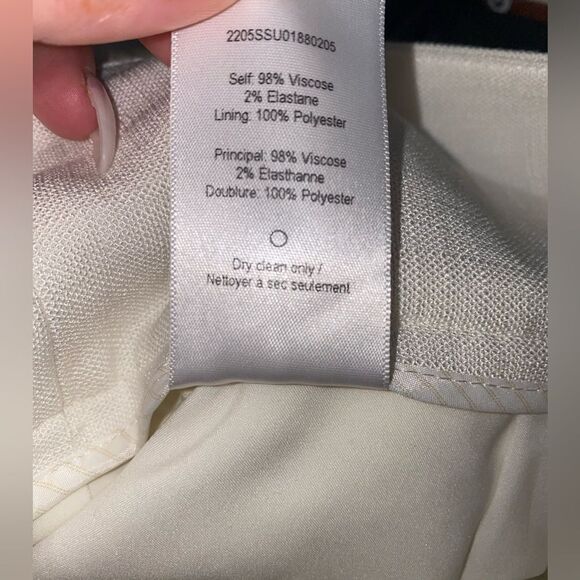 2205SSU01880205
Self: 98% Viscose
2% Elastane
Lining: 100% Polyester
Principal: 98% Viscose
2% Elasthanne
Doublure: 100% Polyester
Dry clean only /
Nettoyer a sec seulement